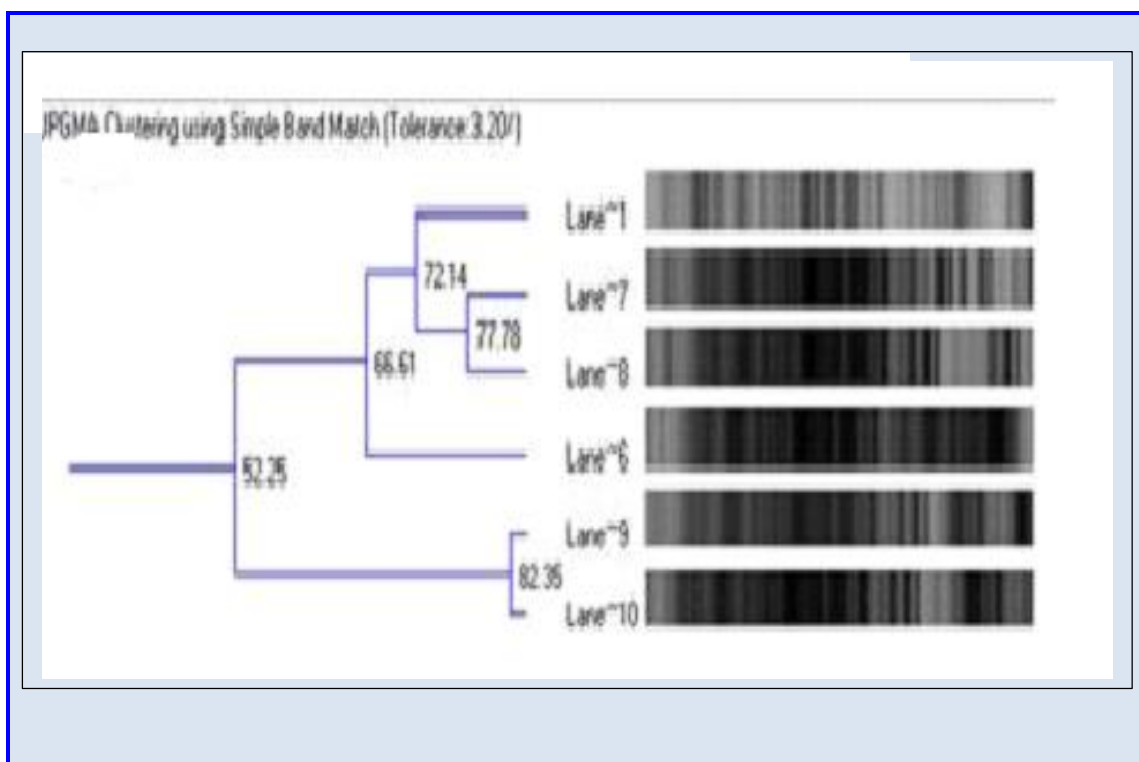 JPGMA Clustering using Simple Band Match (Tolerance:3.20/)
Lane~1
72.14
Lane~7
77.78
66.61
Lane~8
Lane~6
52.25
Lane~9
82.35
Lane~10